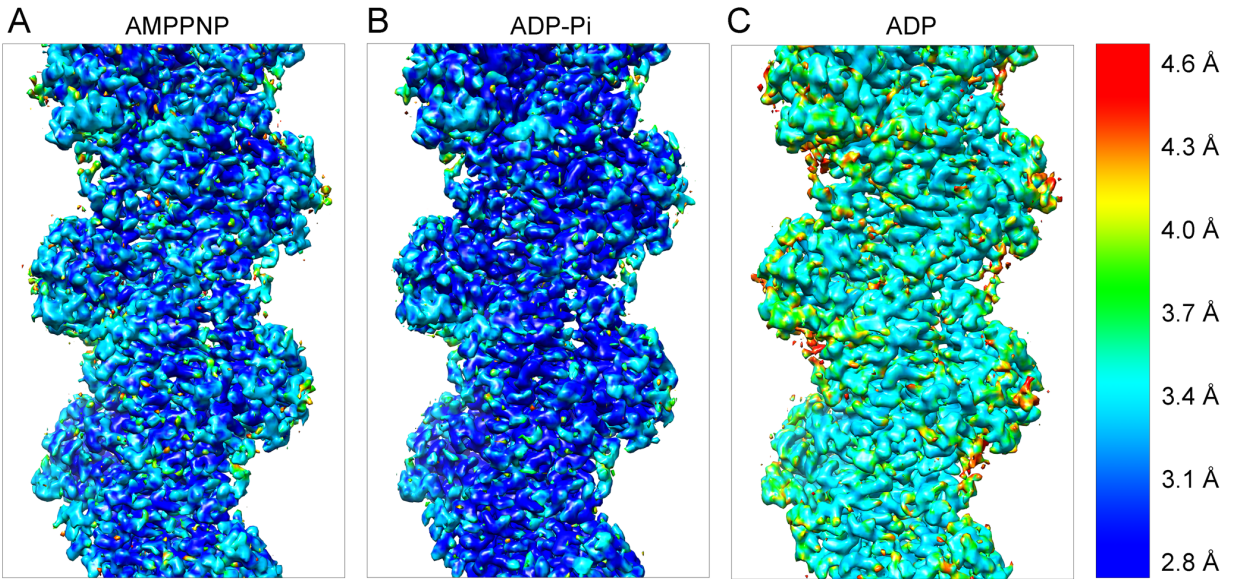 A
AMPPNP
B
ADP-Pi
C
ADP
4.6 Å
4.3 Å
4.0 Å
3.7 Å
3.4 Å
3.1 Å
2.8 Å